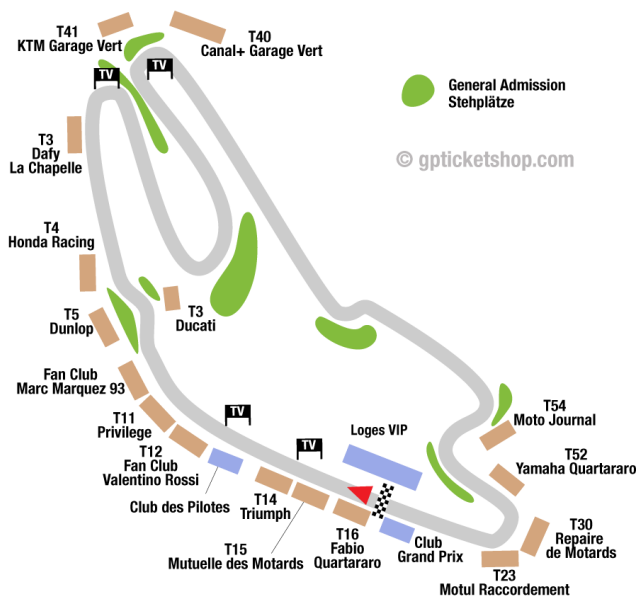 T41
KTM Garage Vert
T40
Canal+ Garage Vert
TV
TV
General Admission
Stehplätze
© gpticketshop.com
T3
Dafy
La Chapelle
T4
Honda Racing
T3
Ducati
T5
Dunlop
Fan Club
Marc Marquez 93
T11
Privilege
T12
Fan Club
Valentino Rossi
Club des Pilotes
TV
TV
Loges VIP
T54
Moto Journal
T52
Yamaha Quartararo
T14
Triumph
T15
Mutuelle des Motards
T16
Fabio
Quartararo
Club
Grand Prix
T30
Repaire
de Motards
T23
Motul Raccordement